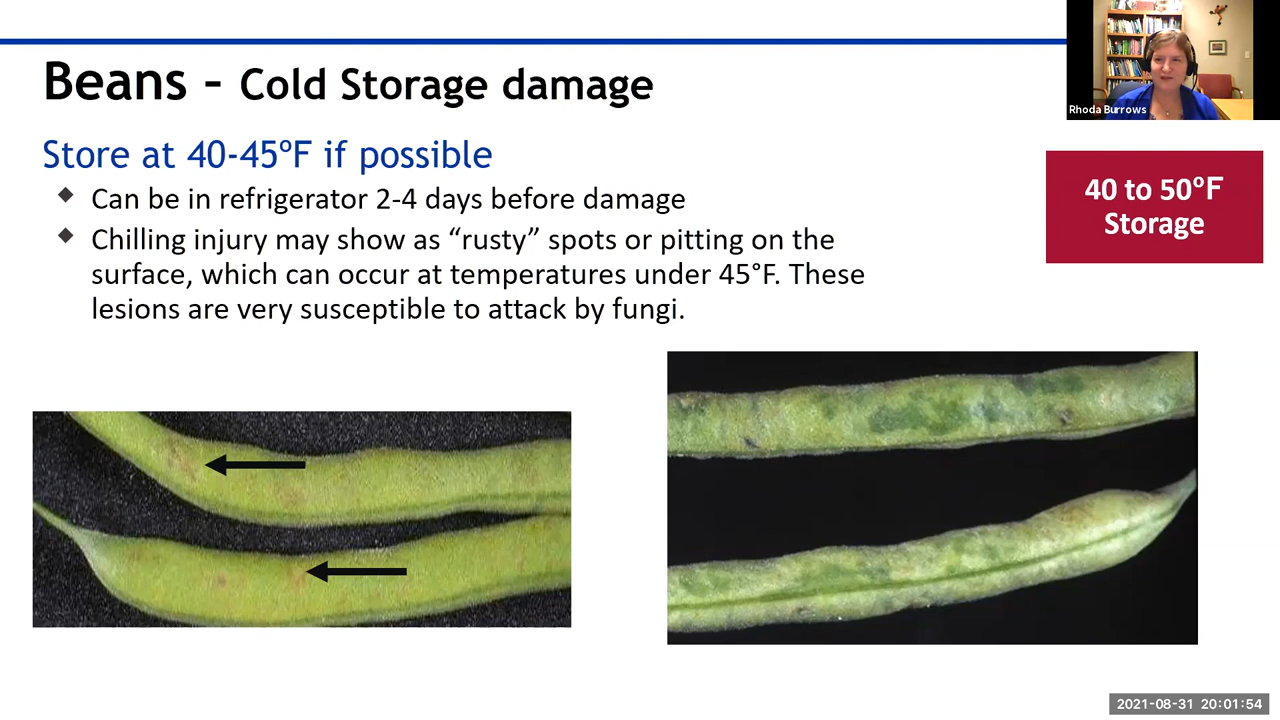 Beans - Cold Storage damage
Rhoda Burrows
Store at 40-45°F if possible
40 to 50°F
Storage
Can be in refrigerator 2-4 days before damage
Chilling injury may show as “rusty” spots or pitting on the
surface, which can occur at temperatures under 45°F. These
lesions are very susceptible to attack by fungi.
2021-08-31 20:01:54